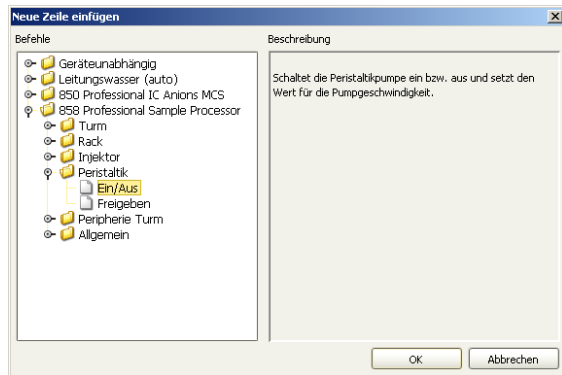 Neue Zeile einfügen
Befehle
Beschreibung
Geräteunabhängig
Leitungswasser (auto)
850 Professional IC Anions MCS
858 Professional Sample Processor
Turm
Rack
Injektor
Peristaltik
Ein/Aus
Freigeben
Peripherie Turm
Allgemein
Schaltet die Peristaltikpumpe ein bzw. aus und setzt den
Wert für die Pumpgeschwindigkeit.
OK
Abbrechen